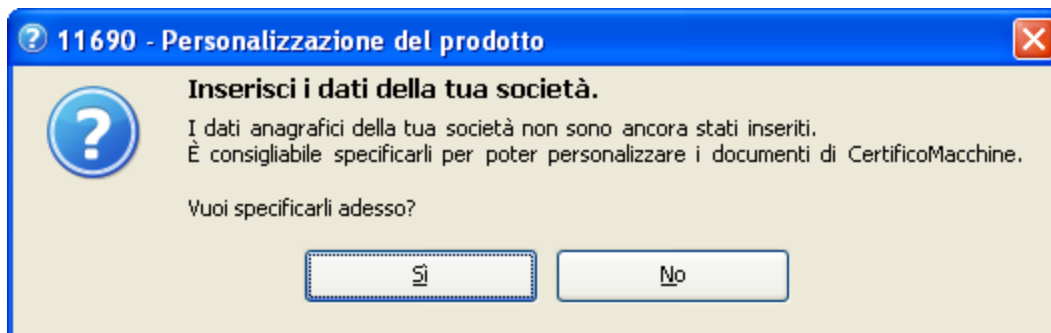 11690 - Personalizzazione del prodotto
Inserisci i dati della tua società.
I dati anagrafici della tua società non sono ancora stati inseriti.
È consigliabile specificarli per poter personalizzare i documenti di CertificoMacchine.
Vuoi specificarli adesso?
Sì
No